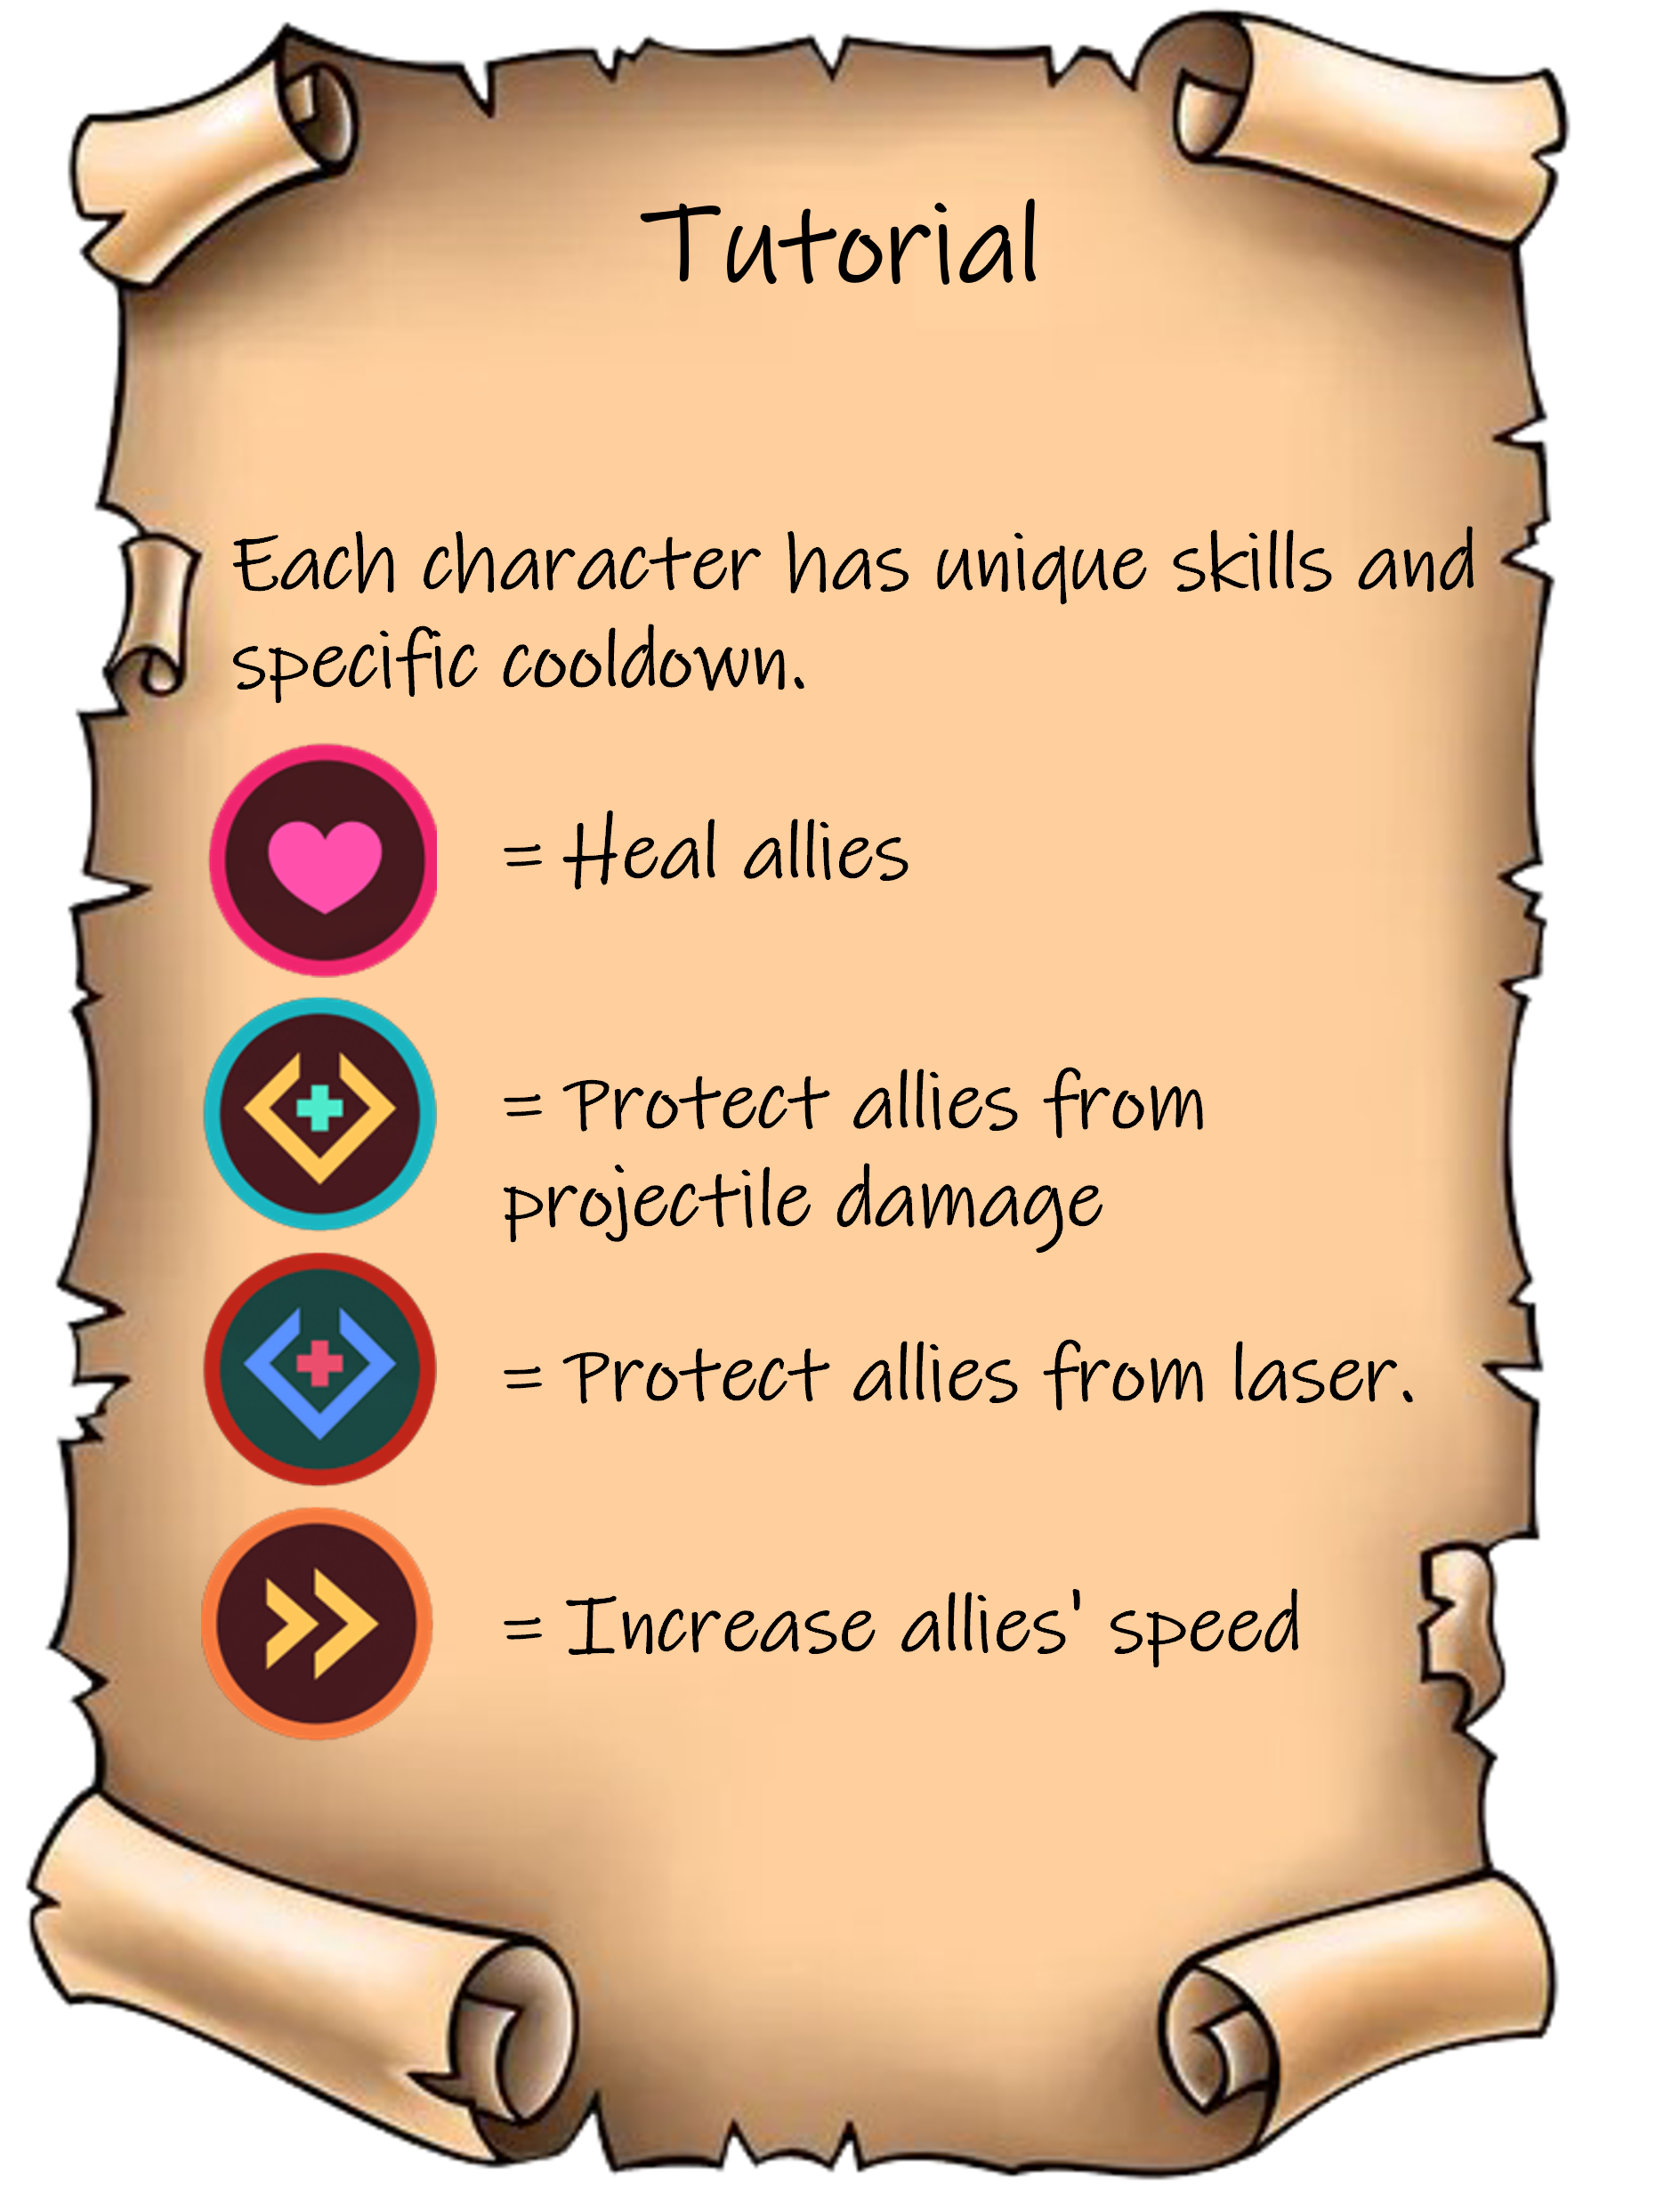 Tutorial
Each character has unique skills and
specific cooldown.
= Heal allies
= Protect allies from
projectile damage
= Protect allies from laser.
= Increase allies' speed